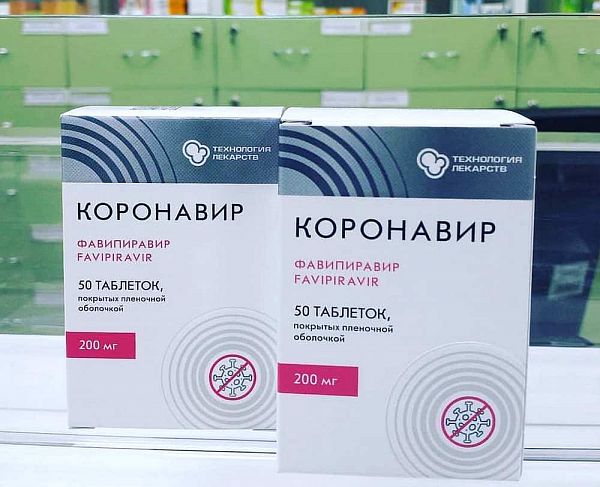 ТЕХНОЛОГИЯ
ЛЕКАРСТВ
КОРОНАВИР
ФАВИПИРАВИР
FAVIPIRAVIR
50 ТАБЛЕТОК,
покрытых пленочной
оболочкой
200 мг
ТЕХНОЛОГИЯ
ЛЕКАРСТВ
КОРОНАВИР
ФАВИПИРАВИР
FAVIPIRAVIR
50 ТАБЛЕТОК,
покрытых пленочной
оболочкой
200 мг